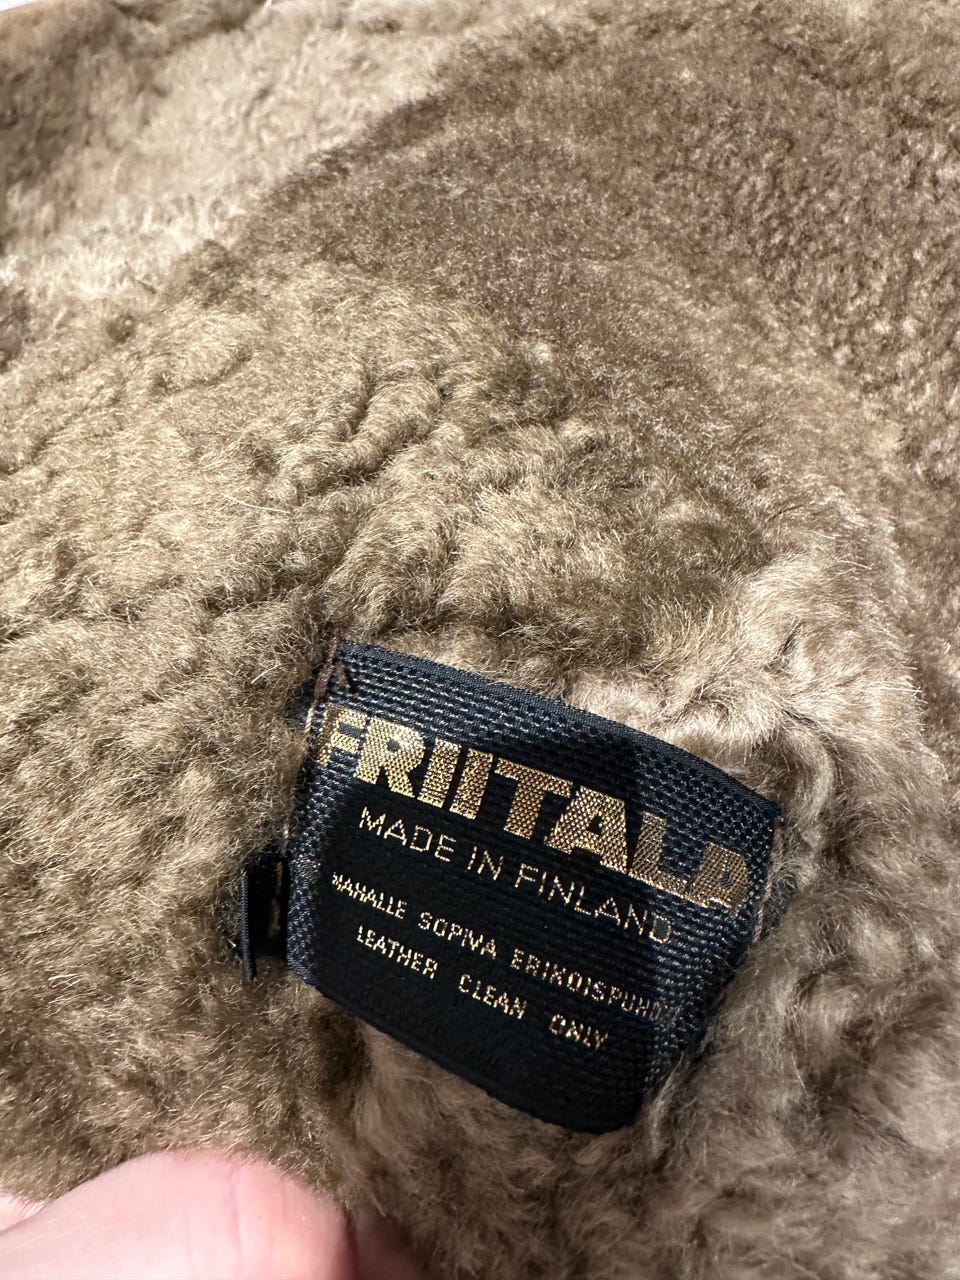 FRIITALA
MADE IN FINLAND
NAHALLE SOPIVA ERIKOISPUHD
LEATHER CLEAN ONLY